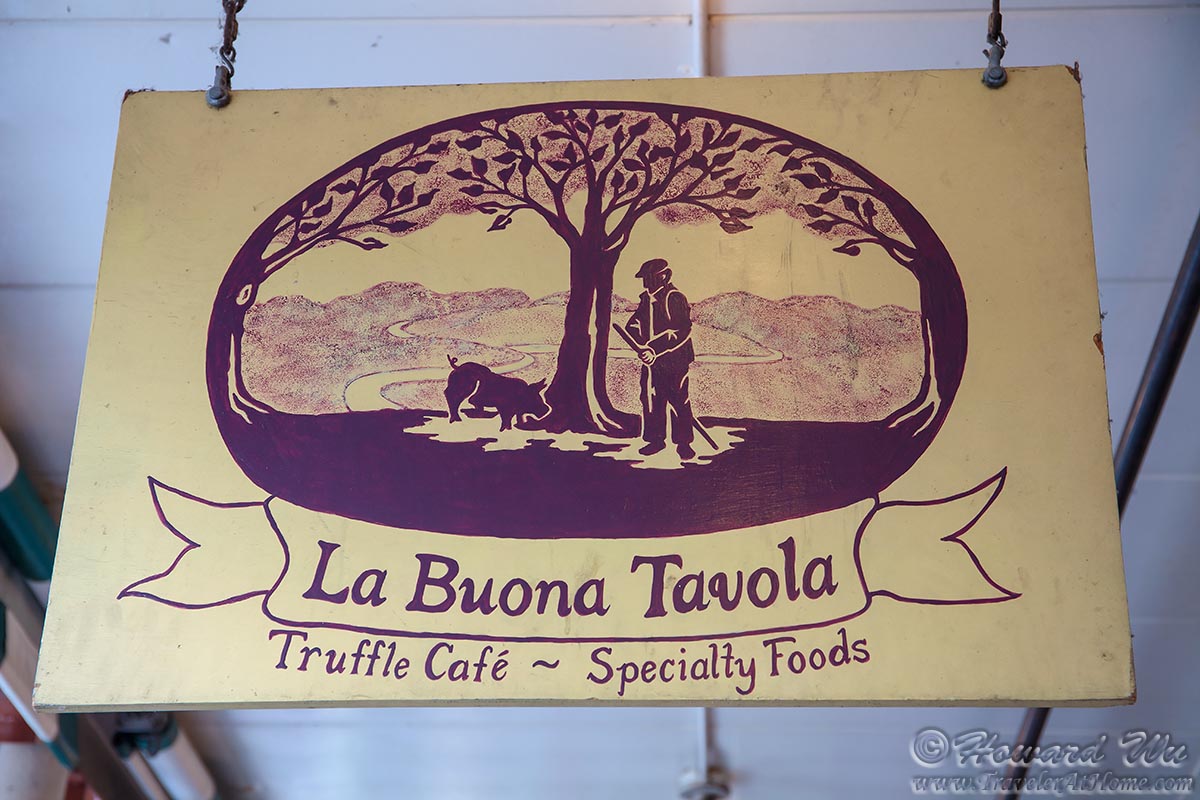 La Buona Tavola
Truffle Café ~ Specialty Foods
© Howard Wu
www.TravelerAtHome.com